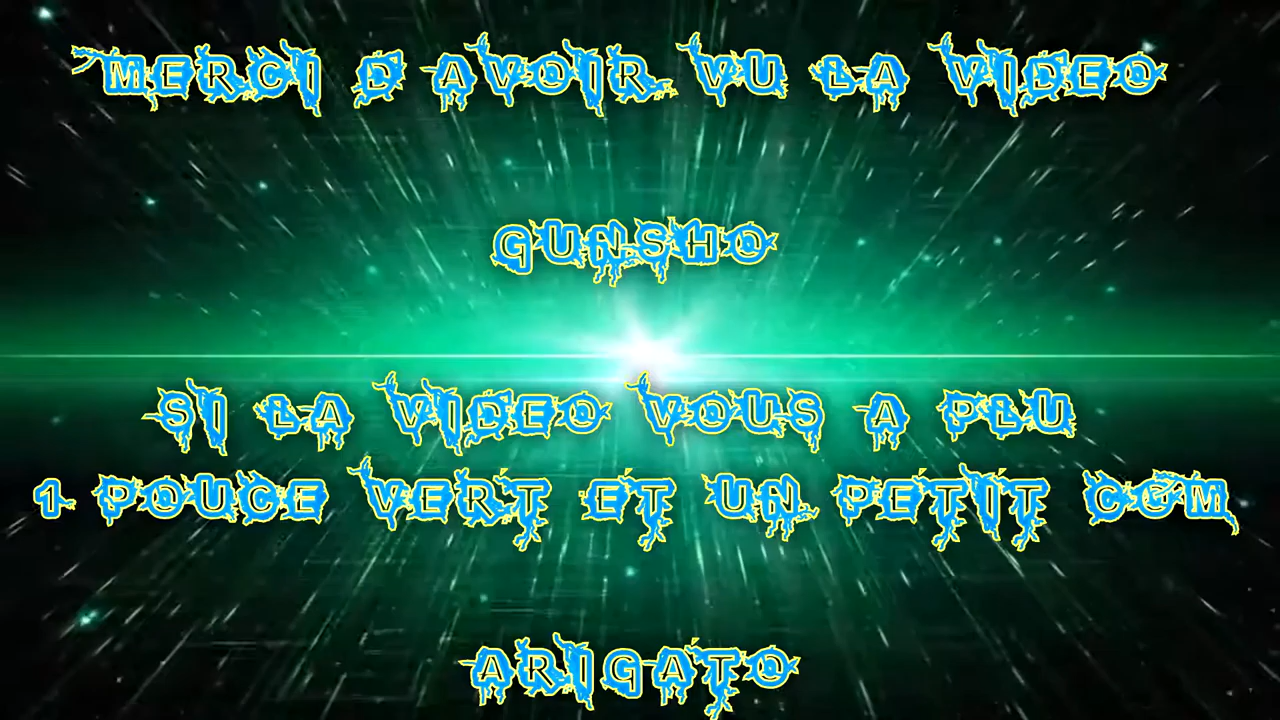 MERCI D AVOIR VU LA VIDEO
GUNSHO
SI LA VIDEO VOUS A PLU
1 POUCE VERT ET UN PETIT COM
ARIGATO